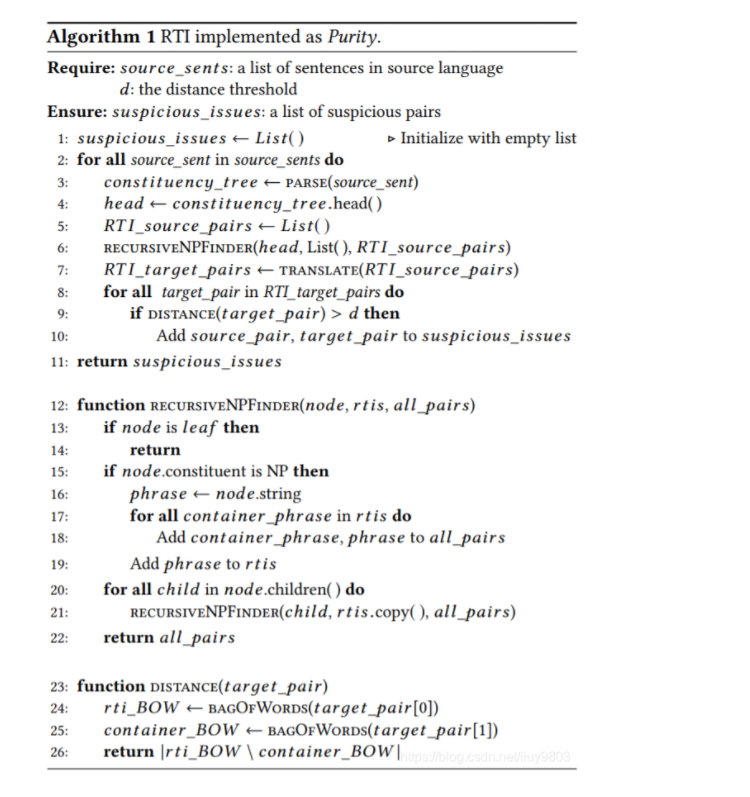 Algorithm 1 RTI implemented as Purity.
Require: source_sents: a list of sentences in source language
d: the distance threshold
Ensure: suspicious_issues: a list of suspicious pairs
1: suspicious_issues ← List( ) ▹ Initialize with empty list
2: for all source_sent in source_sents do
3: constituency_tree ← PARSE(source_sent)
4: head ← constituency_tree.head( )
5: RTI_source_pairs ← List( )
6: RECURSIVENPFINDER(head, List( ), RTI_source_pairs)
7: RTI_target_pairs ← TRANSLATE(RTI_source_pairs)
8: for all target_pair in RTI_target_pairs do
9: if DISTANCE(target_pair) > d then
10: Add source_pair, target_pair to suspicious_issues
11: return suspicious_issues
12: function RECURSIVENPFINDER(node, rtis, all_pairs)
13: if node is leaf then
14: return
15: if node.constituent is NP then
16: phrase ← node.string
17: for all container_phrase in rtis do
18: Add container_phrase, phrase to all_pairs
19: Add phrase to rtis
20: for all child in node.children( ) do
21: RECURSIVENPFINDER(child, rtis.copy( ), all_pairs)
22: return all_pairs
23: function DISTANCE(target_pair)
24: rti_BOW ← BAGOFWORDS(target_pair[0])
25: container_BOW ← BAGOFWORDS(target_pair[1])
26: return |rti_BOW \ container_BOW|
https://blog.csdn.net/liuy9803